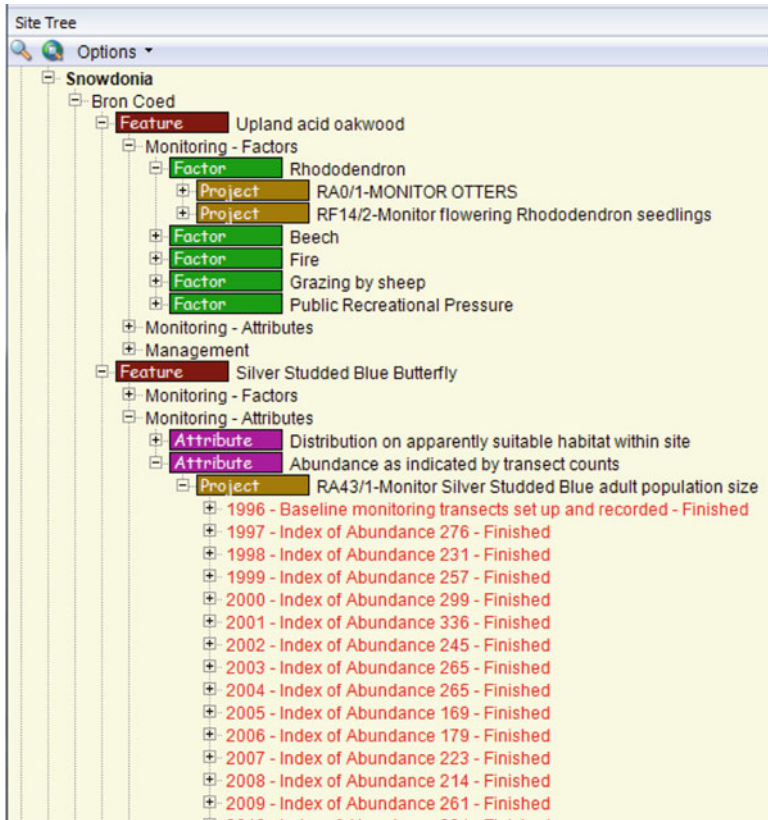 Site Tree
Options
Snowdonia
Bron Coed
Feature Upland acid oakwood
Monitoring - Factors
Factor Rhododendron
Project RA0/1-MONITOR OTTERS
Project RF14/2-Monitor flowering Rhododendron seedlings
Factor Beech
Factor Fire
Factor Grazing by sheep
Factor Public Recreational Pressure
Monitoring - Attributes
Management
Feature Silver Studded Blue Butterfly
Monitoring - Factors
Monitoring - Attributes
Attribute Distribution on apparently suitable habitat within site
Attribute Abundance as indicated by transect counts
Project RA43/1-Monitor Silver Studded Blue adult population size
1996 - Baseline monitoring transects set up and recorded - Finished
1997 - Index of Abundance 276 - Finished
1998 - Index of Abundance 231 - Finished
1999 - Index of Abundance 257 - Finished
2000 - Index of Abundance 299 - Finished
2001 - Index of Abundance 336 - Finished
2002 - Index of Abundance 245 - Finished
2003 - Index of Abundance 265 - Finished
2004 - Index of Abundance 265 - Finished
2005 - Index of Abundance 169 - Finished
2006 - Index of Abundance 179 - Finished
2007 - Index of Abundance 223 - Finished
2008 - Index of Abundance 214 - Finished
2009 - Index of Abundance 261 - Finished